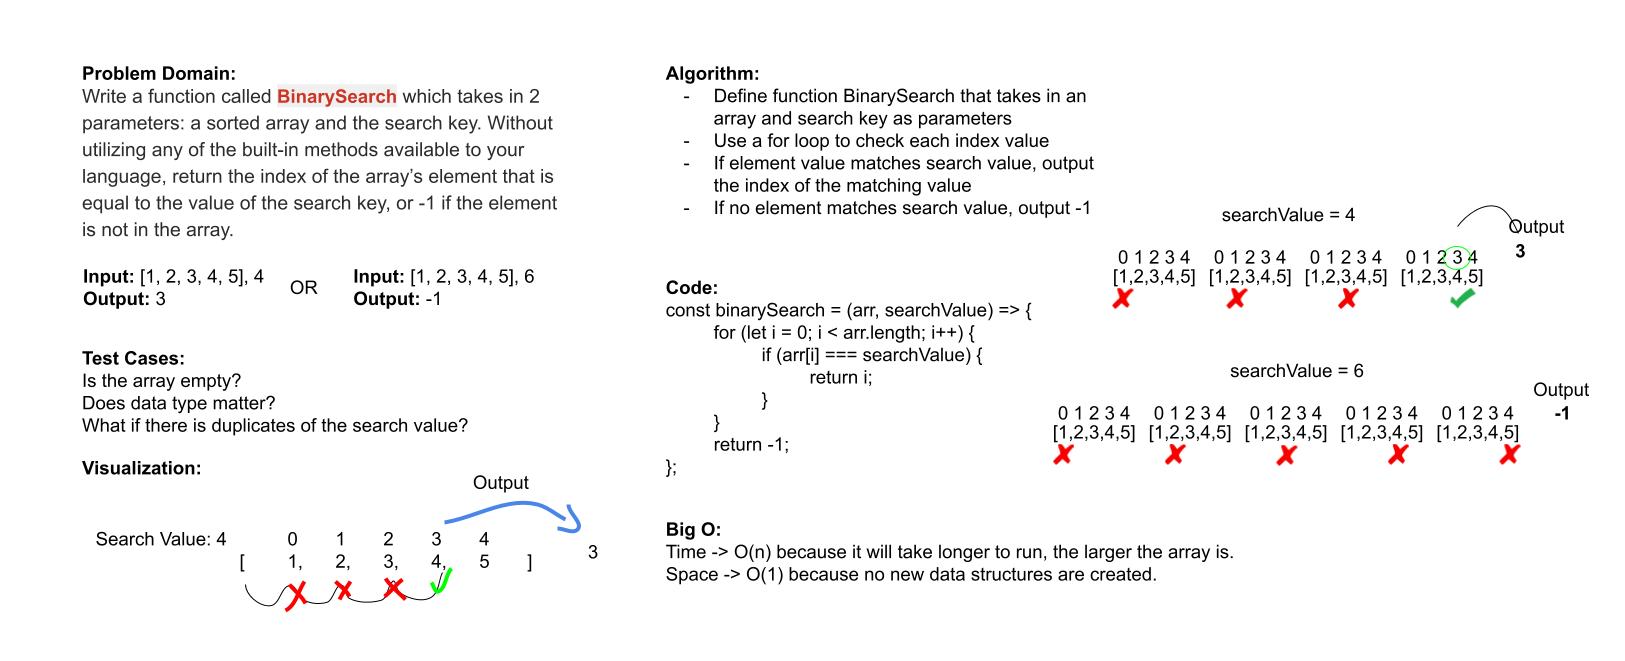 Problem Domain:
Write a function called BinarySearch which takes in 2
parameters: a sorted array and the search key. Without
utilizing any of the built-in methods available to your
language, return the index of the array's element that is
equal to the value of the search key, or -1 if the element
is not in the array.
Input: [1, 2, 3, 4, 5], 4
Output: 3
OR
Input: [1, 2, 3, 4, 5], 6
Output: -1
Test Cases:
Is the array empty?
Does data type matter?
What if there is duplicates of the search value?
Visualization:
Output
Search Value: 4
0 1 2 3 4
[ 1, 2, 3, 4, 5 ]
3
Algorithm:
- Define function BinarySearch that takes in an
array and search key as parameters
- Use a for loop to check each index value
- If element value matches search value, output
the index of the matching value
- If no element matches search value, output -1
Code:
const binarySearch = (arr, searchValue) => {
for (let i = 0; i < arr.length; i++) {
if (arr[i] === searchValue) {
return i;
}
}
return -1;
};
searchValue = 4
Output
3
0 1 2 3 4 0 1 2 3 4 0 1 2 3 4 0 1 2 3 4
[1,2,3,4,5] [1,2,3,4,5] [1,2,3,4,5] [1,2,3,4,5]
searchValue = 6
Output
-1
0 1 2 3 4 0 1 2 3 4 0 1 2 3 4 0 1 2 3 4 0 1 2 3 4
[1,2,3,4,5] [1,2,3,4,5] [1,2,3,4,5] [1,2,3,4,5] [1,2,3,4,5]
Big O:
Time -> O(n) because it will take longer to run, the larger the array is.
Space -> O(1) because no new data structures are created.